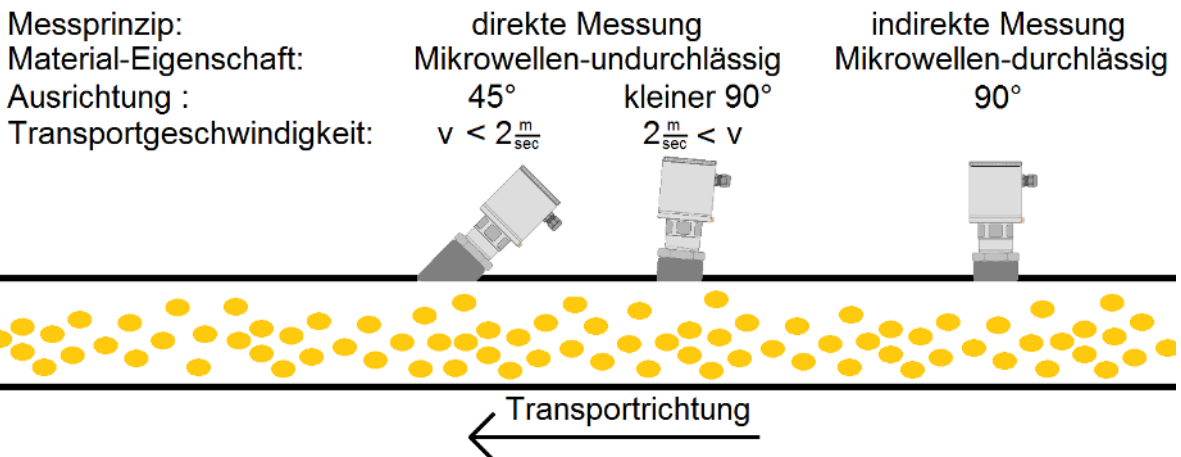 Messprinzip: direkte Messung indirekte Messung
Material-Eigenschaft: Mikrowellen-undurchlässig Mikrowellen-durchlässig
Ausrichtung : 45° kleiner 90° 90°
Transportgeschwindigkeit: v < 2 m/sec 2 m/sec < v
Transportrichtung